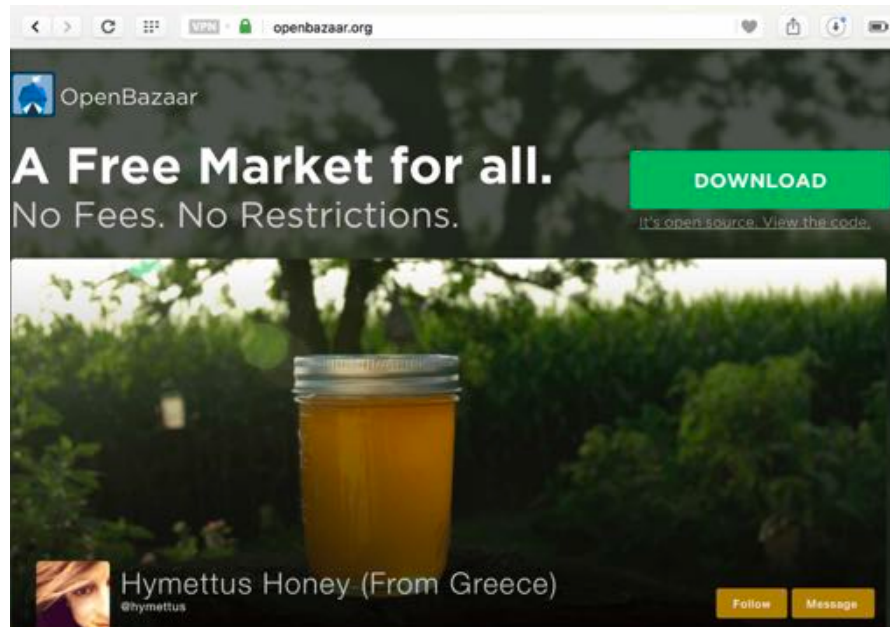 VPN
openbazaar.org
OpenBazaar
A Free Market for all.
No Fees. No Restrictions.
DOWNLOAD
It's open source. View the code.
Hymettus Honey (From Greece)
@hymettus
Follow
Message